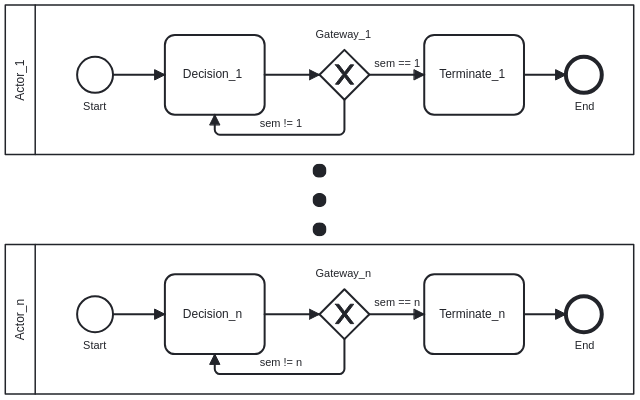 Actor_1
Gateway_1
Decision_1
sem == 1
Terminate_1
Start
sem != 1
End
Actor_n
Gateway_n
Decision_n
sem == n
Terminate_n
Start
sem != n
End